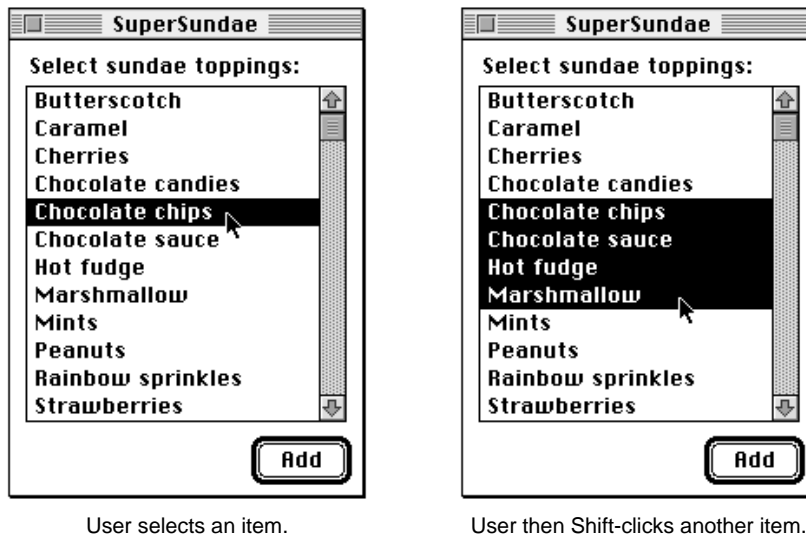 SuperSundae
Select sundae toppings:
Butterscotch
Caramel
Cherries
Chocolate candies
Chocolate chips
Chocolate sauce
Hot fudge
Marshmallow
Mints
Peanuts
Rainbow sprinkles
Strawberries
Add
User selects an item.
SuperSundae
Select sundae toppings:
Butterscotch
Caramel
Cherries
Chocolate candies
Chocolate chips
Chocolate sauce
Hot fudge
Marshmallow
Mints
Peanuts
Rainbow sprinkles
Strawberries
Add
User then Shift-clicks another item.